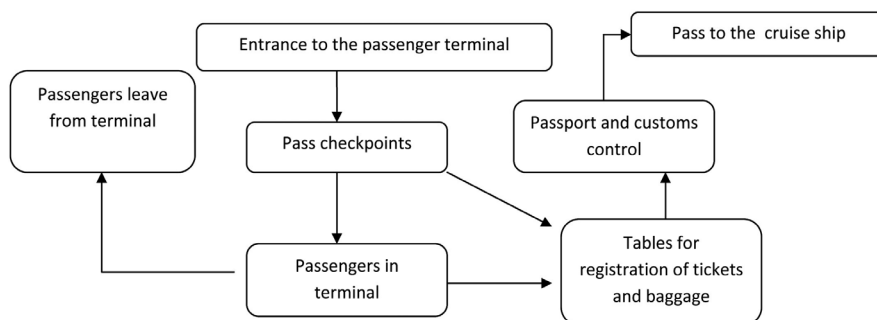 Entrance to the passenger terminal
Pass to the cruise ship
Passengers leave
from terminal
Pass checkpoints
Passport and customs
control
Passengers in
terminal
Tables for
registration of tickets
and baggage